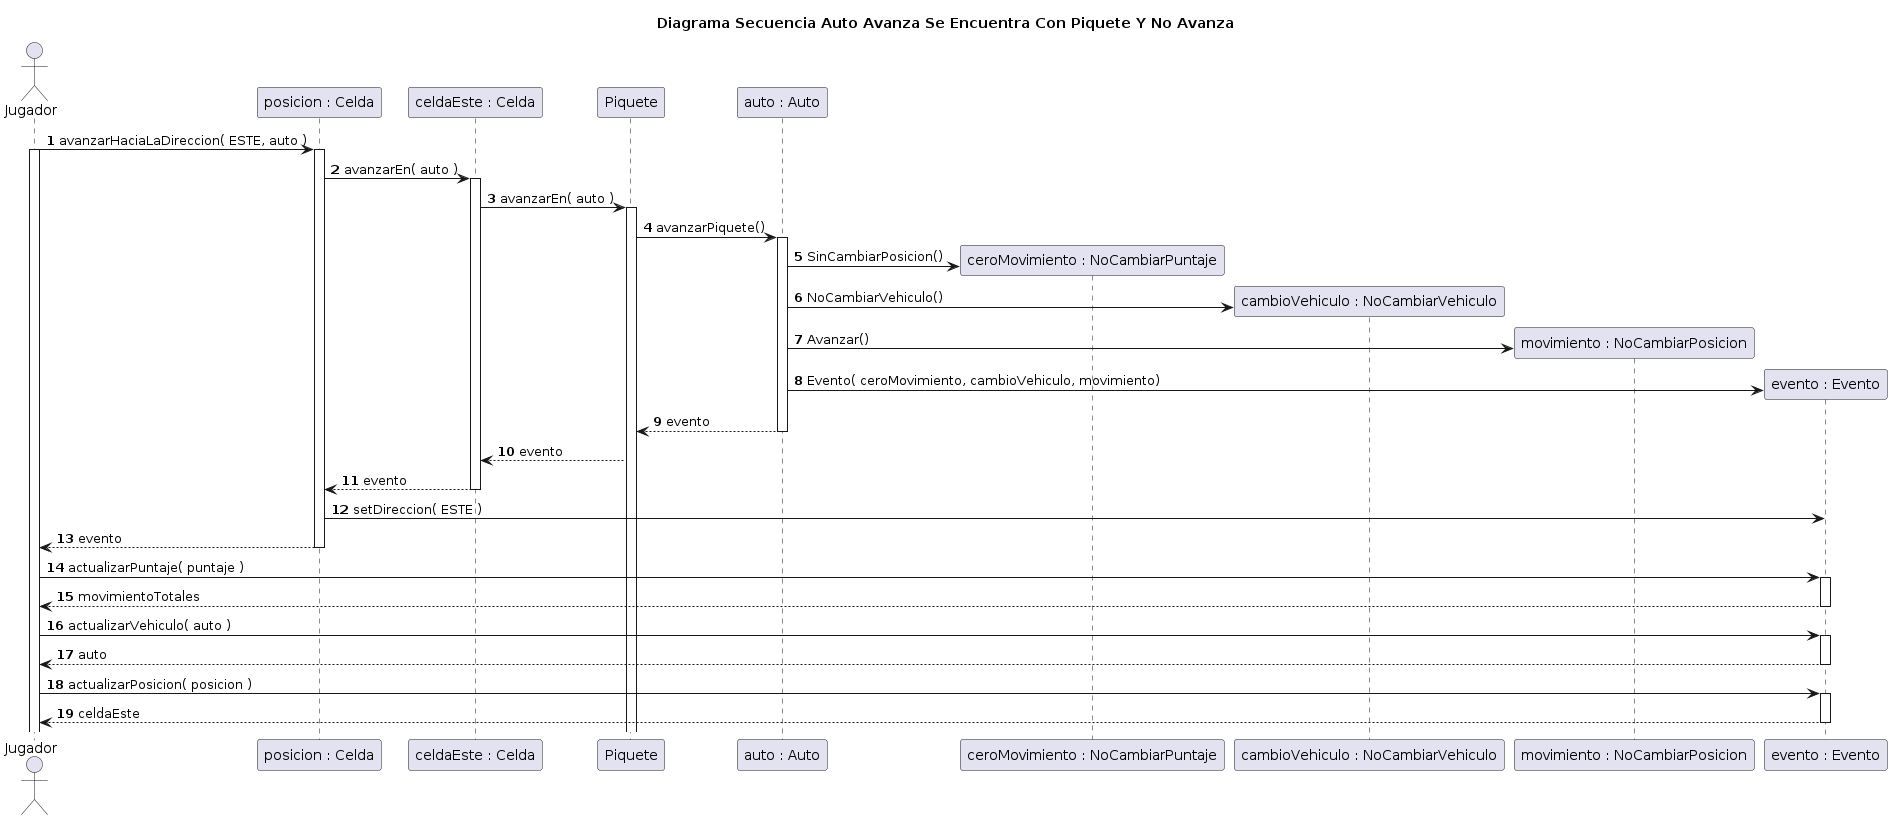 Diagrama Secuencia Auto Avanza Se Encuentra Con Piquete Y No Avanza
Jugador
posicion : Celda
celdaEste : Celda
Piquete
auto : Auto
1 avanzarHaciaLaDireccion( ESTE, auto )
2 avanzarEn( auto )
3 avanzarEn( auto )
4 avanzarPiquete()
5 SinCambiarPosicion()
ceroMovimiento : NoCambiarPuntaje
6 NoCambiarVehiculo()
cambioVehiculo : NoCambiarVehiculo
7 Avanzar()
movimiento : NoCambiarPosicion
8 Evento( ceroMovimiento, cambioVehiculo, movimiento)
evento : Evento
9 evento
10 evento
11 evento
12 setDireccion( ESTE )
13 evento
14 actualizarPuntaje( puntaje )
15 movimientoTotales
16 actualizarVehiculo( auto )
17 auto
18 actualizarPosicion( posicion )
19 celdaEste
Jugador
posicion : Celda
celdaEste : Celda
Piquete
auto : Auto
ceroMovimiento : NoCambiarPuntaje
cambioVehiculo : NoCambiarVehiculo
movimiento : NoCambiarPosicion
evento : Evento